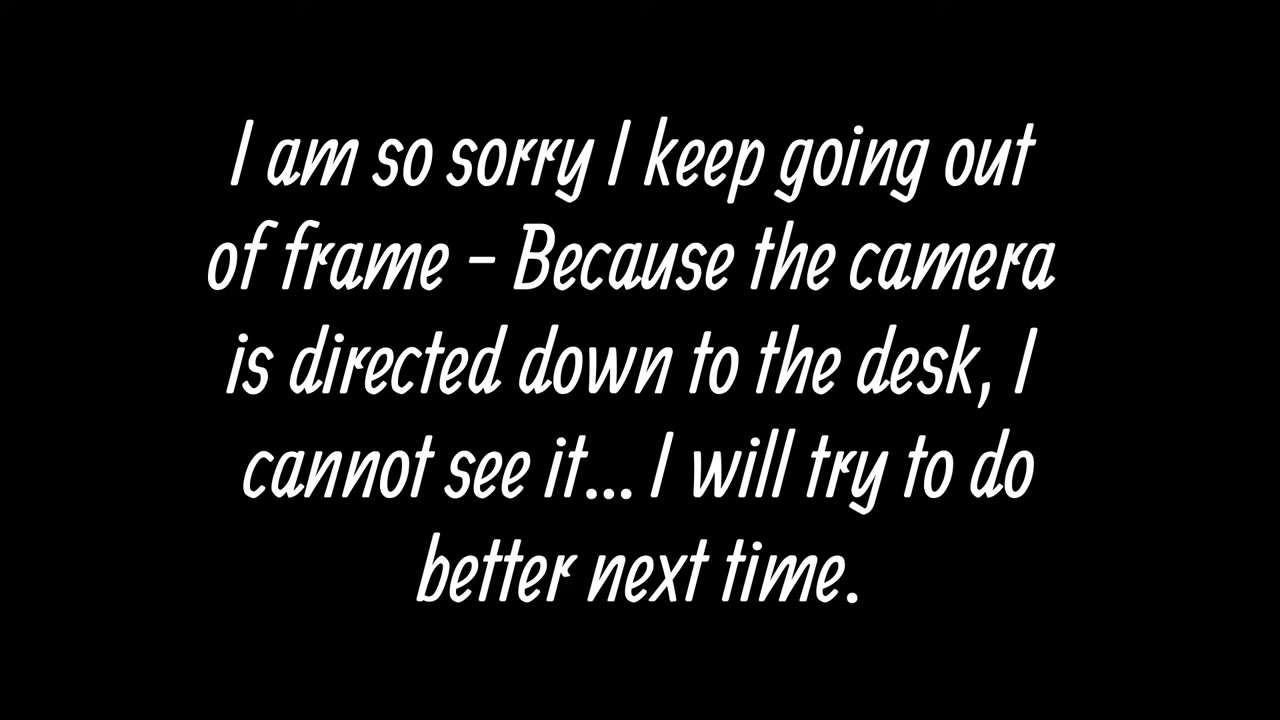 I am so sorry I keep going out
of frame - Because the camera
is directed down to the desk, I
cannot see it... I will try to do
better next time.